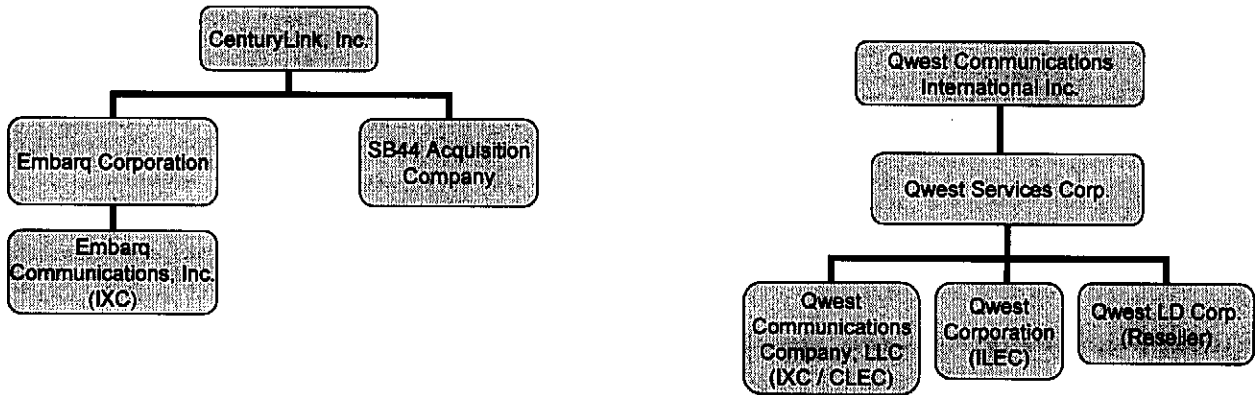 CenturyLink, Inc.
Embarq Corporation
SB44 Acquisition
Company
Embarq
Communications, Inc.
(IXC)
Qwest Communications
International Inc.
Qwest Services Corp.
Qwest
Communications
Company, LLC
(IXC / CLEC)
Qwest
Corporation
(ILEC)
Qwest LD Corp.
(Reseller)